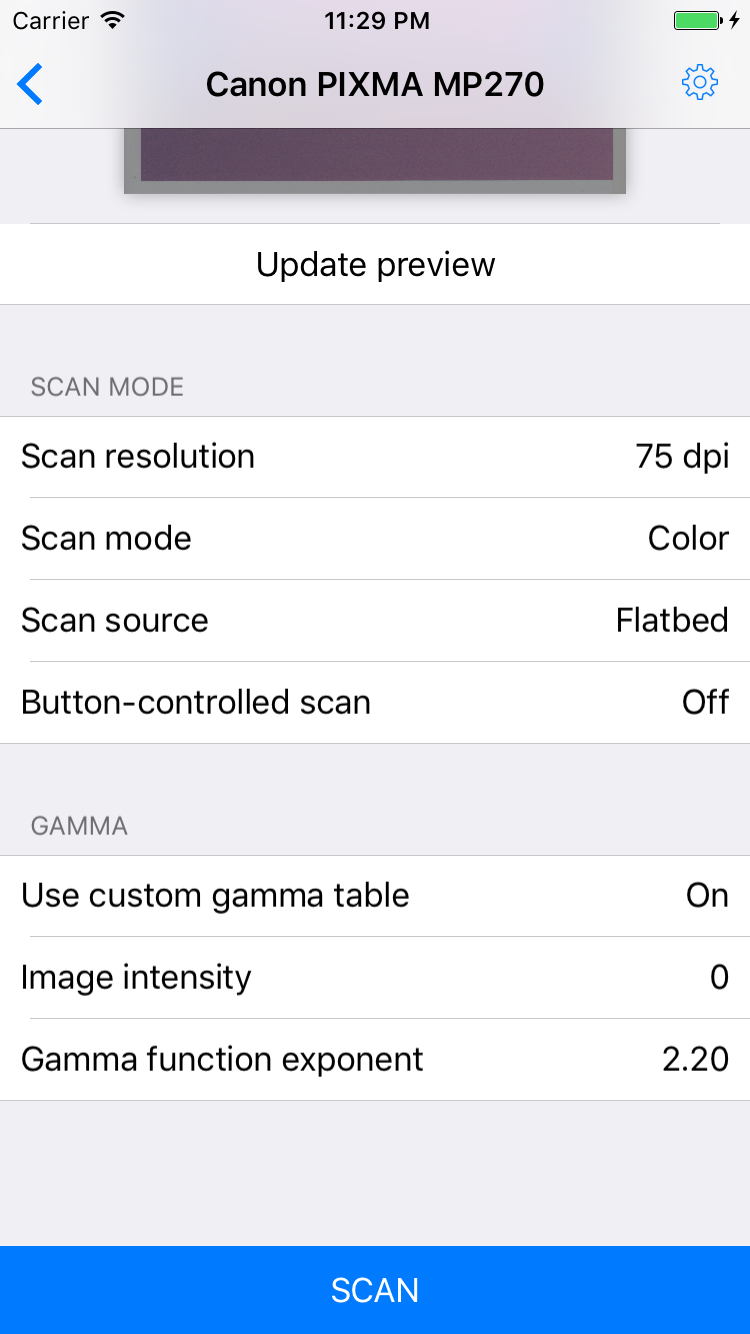 Carrier 11:29 PM
Canon PIXMA MP270
Update preview
SCAN MODE
Scan resolution 75 dpi
Scan mode Color
Scan source Flatbed
Button-controlled scan Off
GAMMA
Use custom gamma table On
Image intensity 0
Gamma function exponent 2.20
SCAN